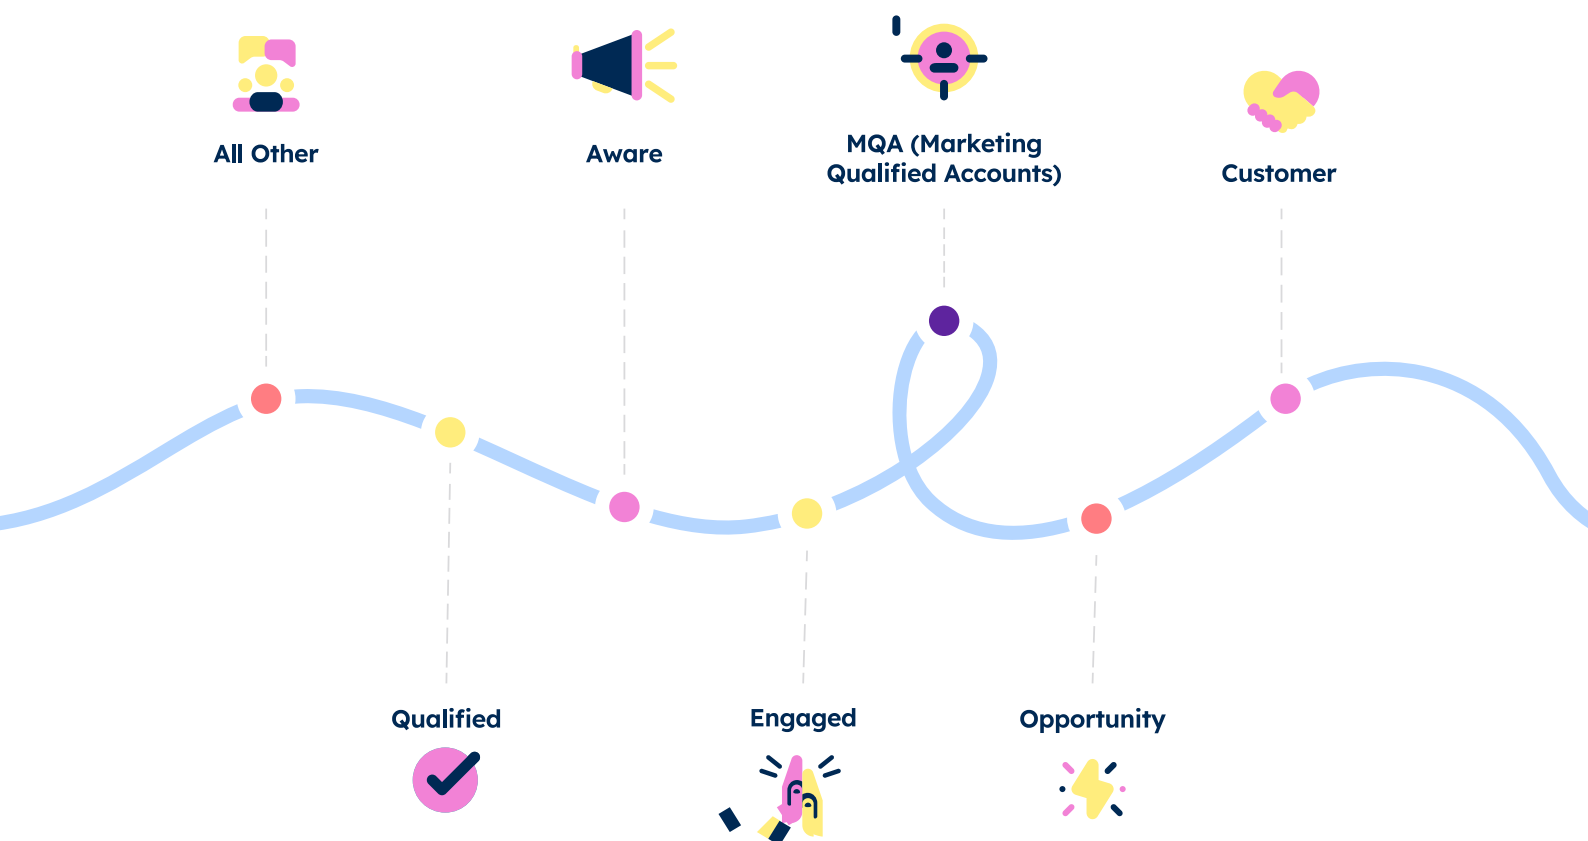 All Other
Aware
MQA (Marketing
Qualified Accounts)
Customer
Qualified
Engaged
Opportunity